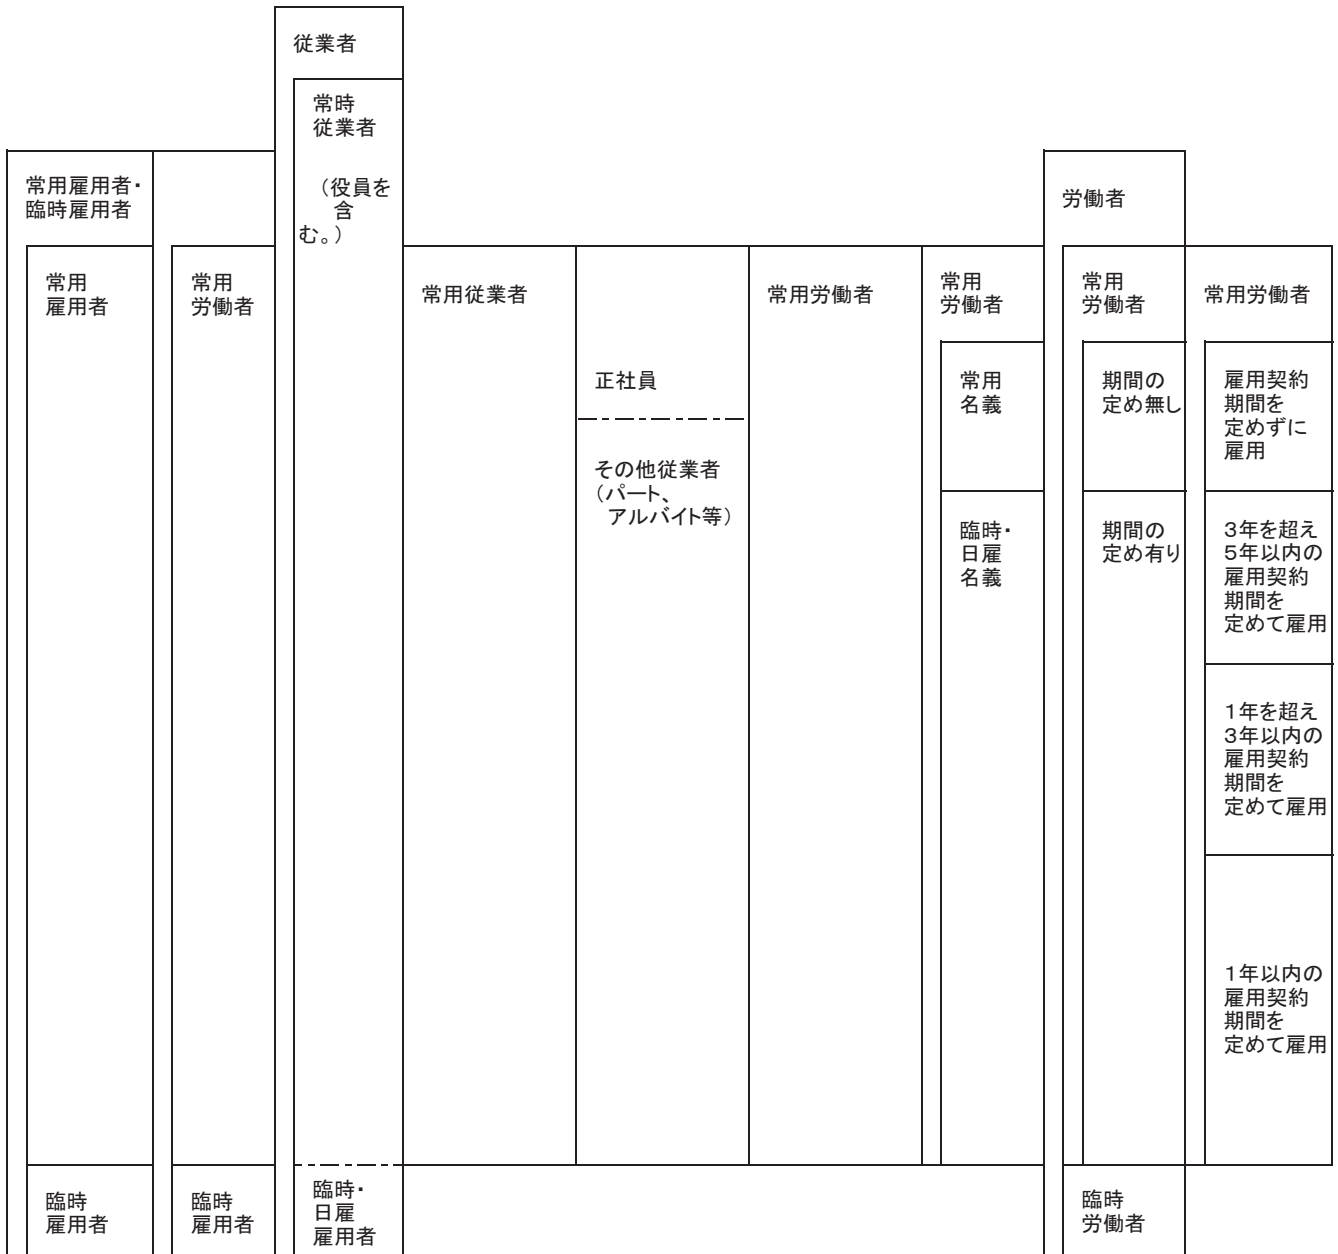 従業者
常時
従業者
（役員を
含
む。）
常用雇用者・
臨時雇用者
労働者
常用
雇用者
常用
労働者
常用従業者
正社員
その他従業者
（パート、
アルバイト等）
常用労働者
常用
労働者
常用
名義
臨時・
日雇
名義
常用
労働者
期間の
定め無し
期間の
定め有り
常用労働者
雇用契約
期間を
定めずに
雇用
3年を超え
5年以内の
雇用契約
期間を
定めて雇用
1年を超え
3年以内の
雇用契約
期間を
定めて雇用
1年以内の
雇用契約
期間を
定めて雇用
臨時
雇用者
臨時
雇用者
臨時・
日雇
雇用者
臨時
労働者